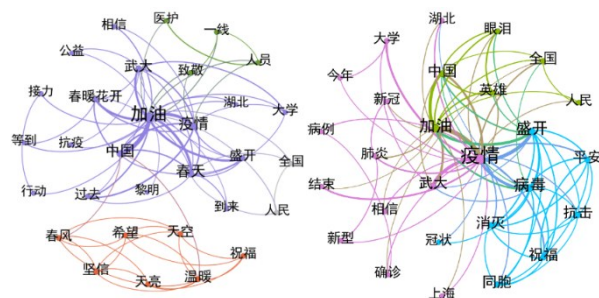 相信
医护
一线
人员
公益
武大
致敬
接力
春暖花开
加油
湖北
大学
疫情
等到
抗疫
中国
盛开
全国
春天
行动
过去
黎明
到来
人民
春风
希望
天空
祝福
坚信
天亮
温暖
湖北
眼泪
大学
中国
全国
今年
新冠
英雄
人民
病例
加油
盛开
肺炎
疫情
平安
结束
武大
病毒
相信
消灭
抗击
新型
冠状
祝福
确诊
同胞
上海